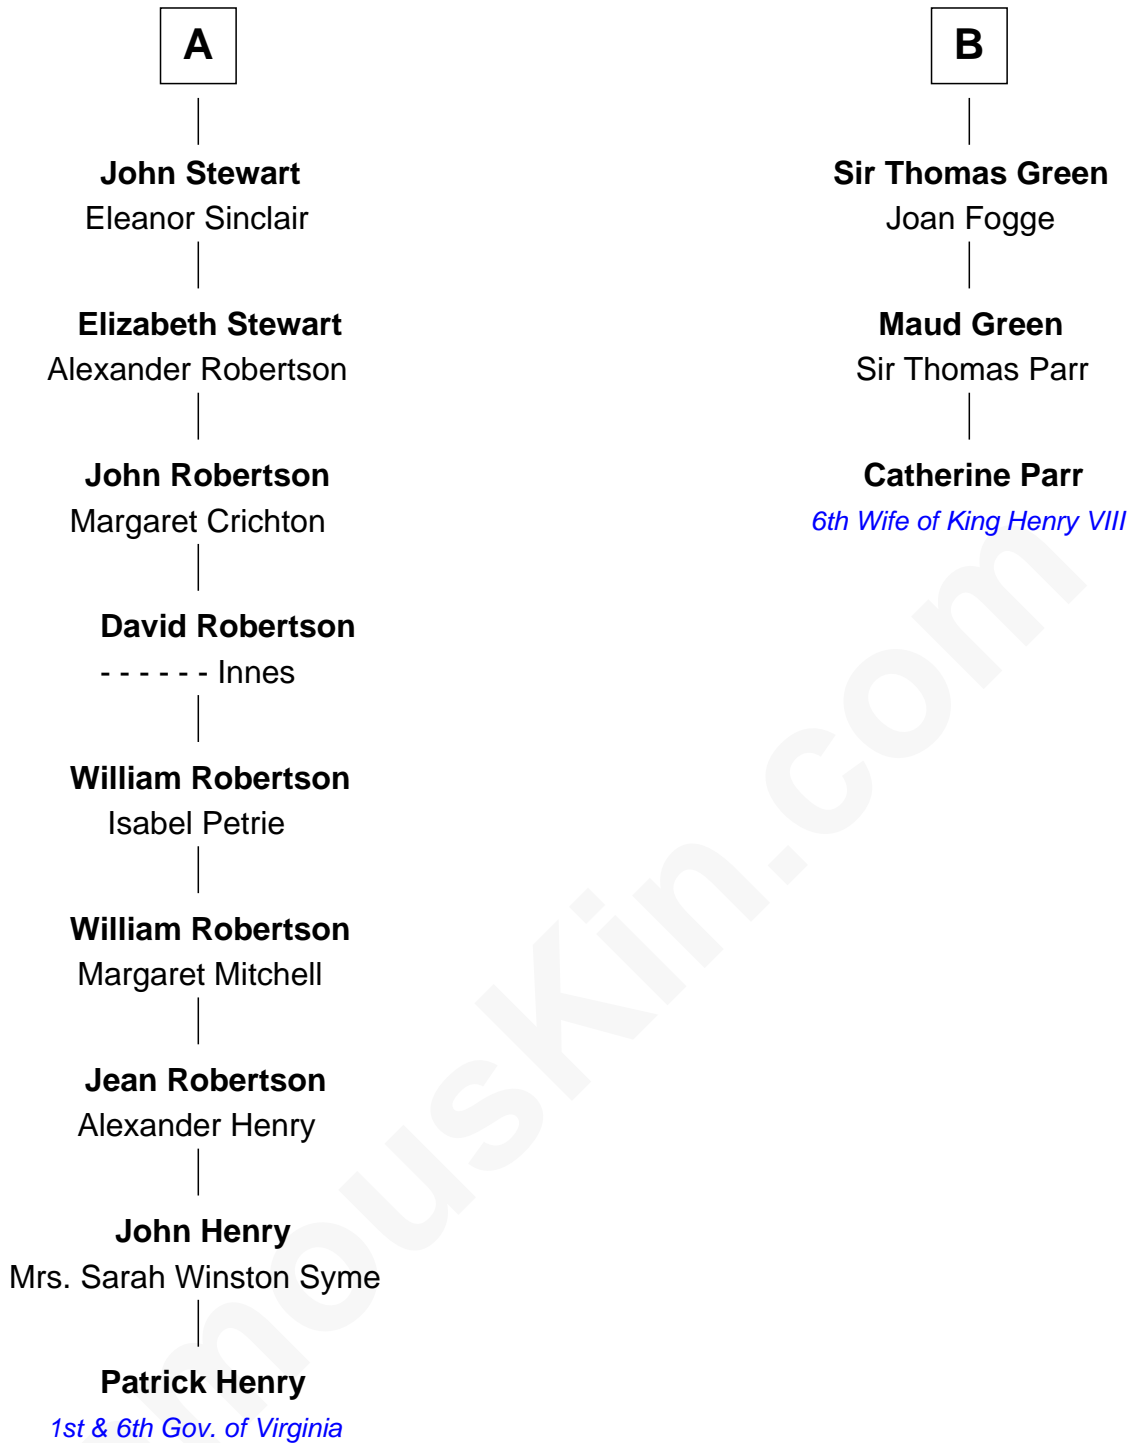 A
John Stewart
Eleanor Sinclair
Elizabeth Stewart
Alexander Robertson
John Robertson
Margaret Crichton
David Robertson
- - - - - - Innes
William Robertson
Isabel Petrie
William Robertson
Margaret Mitchell
Jean Robertson
Alexander Henry
John Henry
Mrs. Sarah Winston Syme
Patrick Henry
1st & 6th Gov. of Virginia
B
Sir Thomas Green
Joan Fogge
Maud Green
Sir Thomas Parr
Catherine Parr
6th Wife of King Henry VIII
mouskin.com